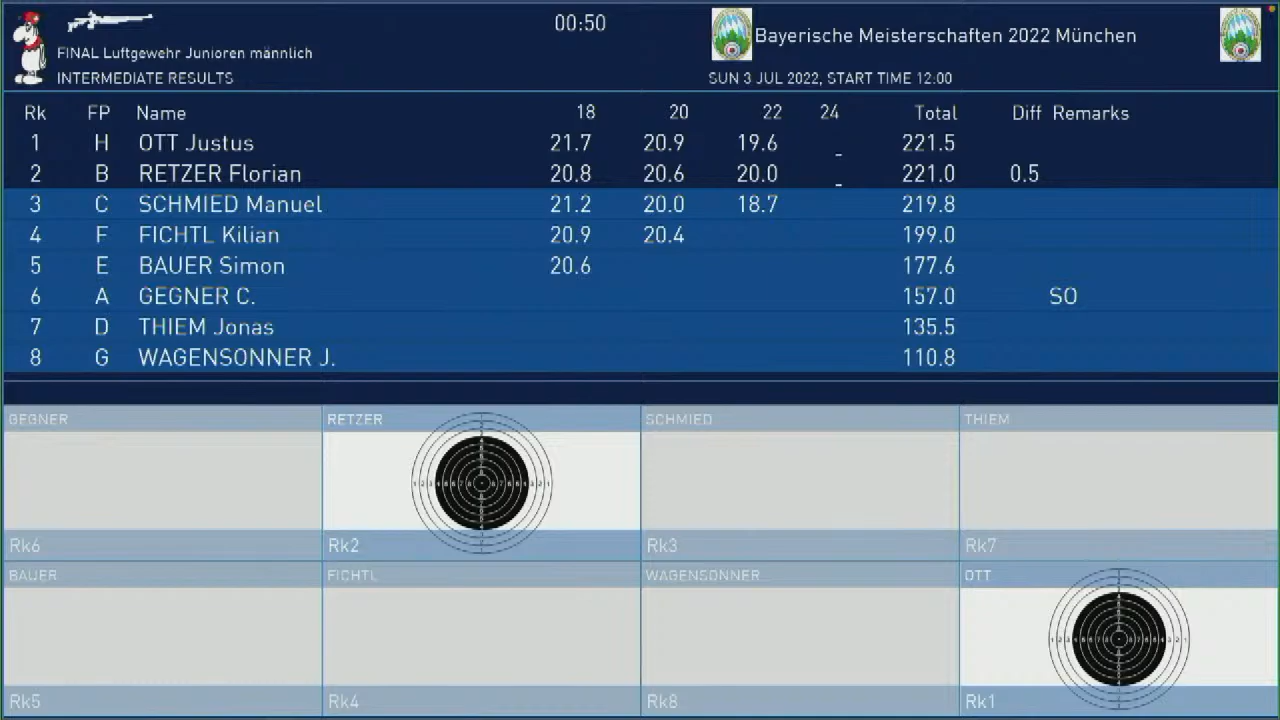 00:50
Bayerische Meisterschaften 2022 München
FINAL Luftgewehr Junioren männlich
INTERMEDIATE RESULTS
SUN 3 JUL 2022, START TIME 12:00
Rk FP Name 18 20 22 24 Total Diff Remarks
1 H OTT Justus 21.7 20.9 19.6 _ 221.5
2 B RETZER Florian 20.8 20.6 20.0 _ 221.0 0.5
3 C SCHMIED Manuel 21.2 20.0 18.7 219.8
4 F FICHTL Kilian 20.9 20.4 199.0
5 E BAUER Simon 20.6 177.6
6 A GEGNER C. 157.0 SO
7 D THIEM Jonas 135.5
8 G WAGENSONNER J. 110.8
GEGNER RETZER SCHMIED THIEM
Rk6 Rk2 Rk3 Rk7
BAUER FICHTL WAGENSONNER OTT
Rk5 Rk4 Rk8 Rk1